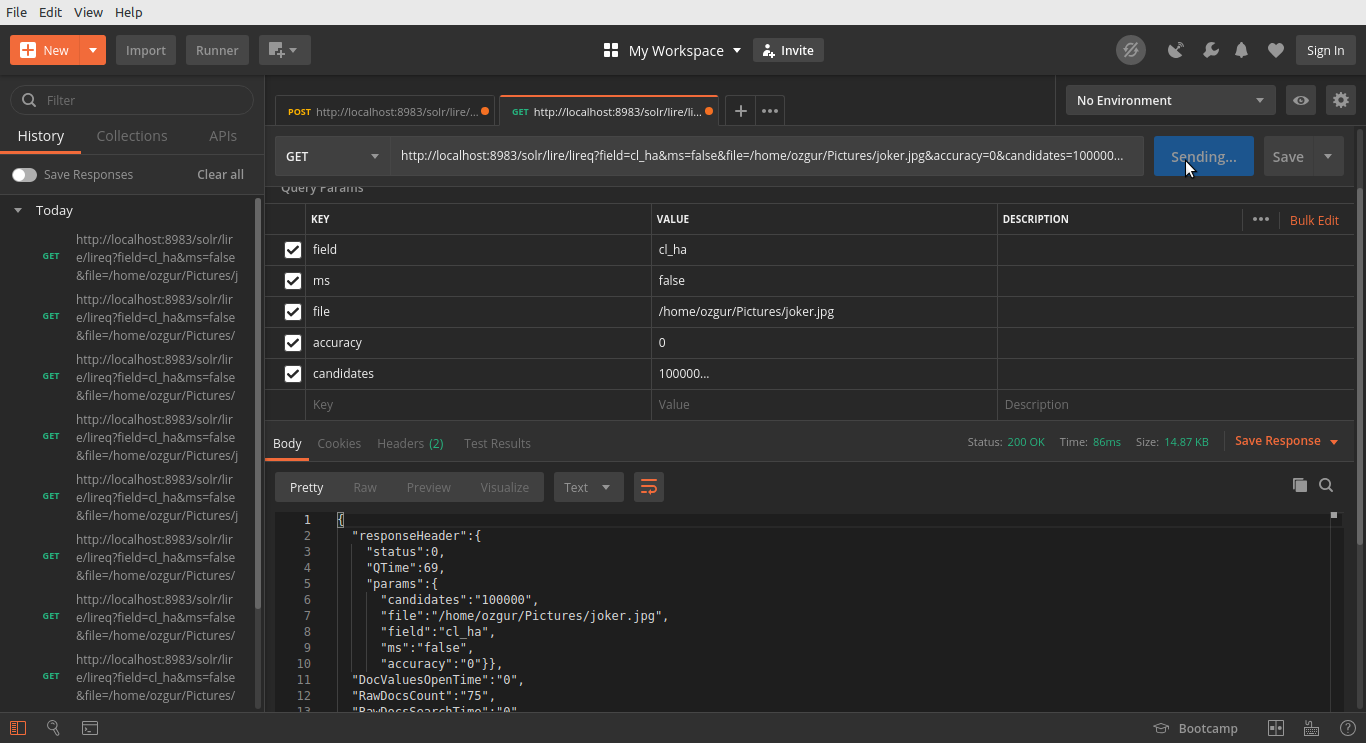 File Edit View Help
New Import Runner My Workspace Invite Sign In
Filter
History Collections APIs
Save Responses Clear all
Today
GET http://localhost:8983/solr/lir
e/lireq?field=cl_ha&ms=false
&file=/home/ozgur/Pictures/j
GET http://localhost:8983/solr/lir
e/lireq?field=cl_ha&ms=false
&file=/home/ozgur/Pictures/
GET http://localhost:8983/solr/lir
e/lireq?field=cl_ha&ms=false
&file=/home/ozgur/Pictures/
GET http://localhost:8983/solr/lir
e/lireq?field=cl_ha&ms=false
&file=/home/ozgur/Pictures/j
GET http://localhost:8983/solr/lir
e/lireq?field=cl_ha&ms=false
&file=/home/ozgur/Pictures/j
GET http://localhost:8983/solr/lir
e/lireq?field=cl_ha&ms=false
&file=/home/ozgur/Pictures/
GET http://localhost:8983/solr/lir
e/lireq?field=cl_ha&ms=false
&file=/home/ozgur/Pictures/
GET http://localhost:8983/solr/lir
e/lireq?field=cl_ha&ms=false
&file=/home/ozgur/Pictures/
POST http://localhost:8983/solr/lire/... GET http://localhost:8983/solr/lire/li... + ••• No Environment
GET http://localhost:8983/solr/lire/lireq?field=cl_ha&ms=false&file=/home/ozgur/Pictures/joker.jpg&accuracy=0&candidates=100000... Sending... Save
Query Params
KEY VALUE DESCRIPTION ••• Bulk Edit
field cl_ha
ms false
file /home/ozgur/Pictures/joker.jpg
accuracy 0
candidates 100000...
Key Value Description
Body Cookies Headers (2) Test Results Status: 200 OK Time: 86ms Size: 14.87 KB Save Response
Pretty Raw Preview Visualize Text
1 {
2 "responseHeader":{
3 "status":0,
4 "QTime":69,
5 "params":{
6 "candidates":"100000",
7 "file":"/home/ozgur/Pictures/joker.jpg",
8 "field":"cl_ha",
9 "ms":"false",
10 "accuracy":"0"}},
11 "DocValuesOpenTime":"0",
12 "RawDocsCount":"75",
13 "RawDocsSearchTime":"0"
Bootcamp